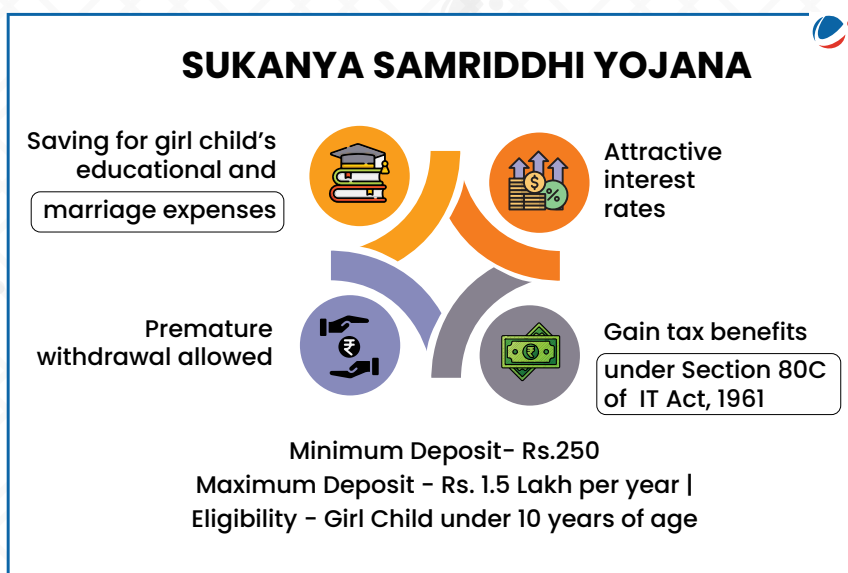 SUKANYA SAMRIDDHI YOJANA
Saving for girl child's
educational and
marriage expenses
Attractive
interest
rates
Premature
withdrawal allowed
Gain tax benefits
under Section 80C
of IT Act, 1961
Minimum Deposit- Rs.250
Maximum Deposit - Rs. 1.5 Lakh per year |
Eligibility - Girl Child under 10 years of age